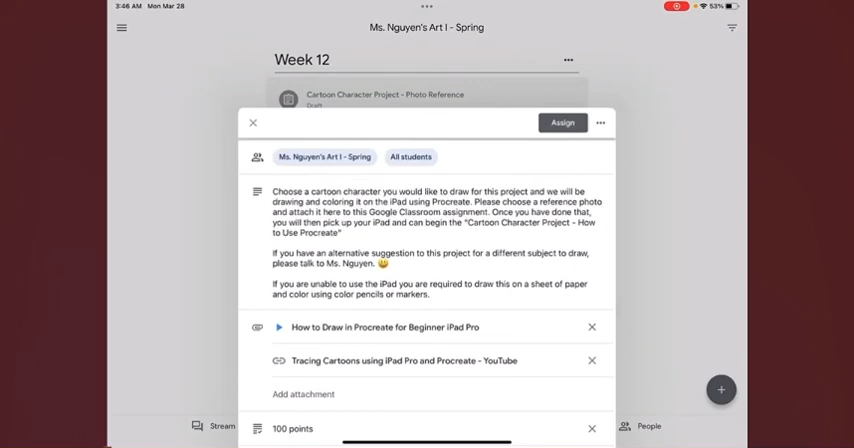 3:46 AM Mon Mar 28
53%
Ms. Nguyen's Art I - Spring
Week 12
Cartoon Character Project - Photo Reference
Draft
Assign
Ms. Nguyen's Art I - Spring
All students
Choose a cartoon character you would like to draw for this project and we will be
drawing and coloring it on the iPad using Procreate. Please choose a reference photo
and attach it here to this Google Classroom assignment. Once you have done that,
you will then pick up your iPad and can begin the "Cartoon Character Project - How
to Use Procreate"
If you have an alternative suggestion to this project for a different subject to draw,
please talk to Ms. Nguyen. 😃
If you are unable to use the iPad you are required to draw this on a sheet of paper
and color using color pencils or markers.
How to Draw in Procreate for Beginner iPad Pro
Tracing Cartoons using iPad Pro and Procreate - YouTube
Add attachment
100 points
Stream
People